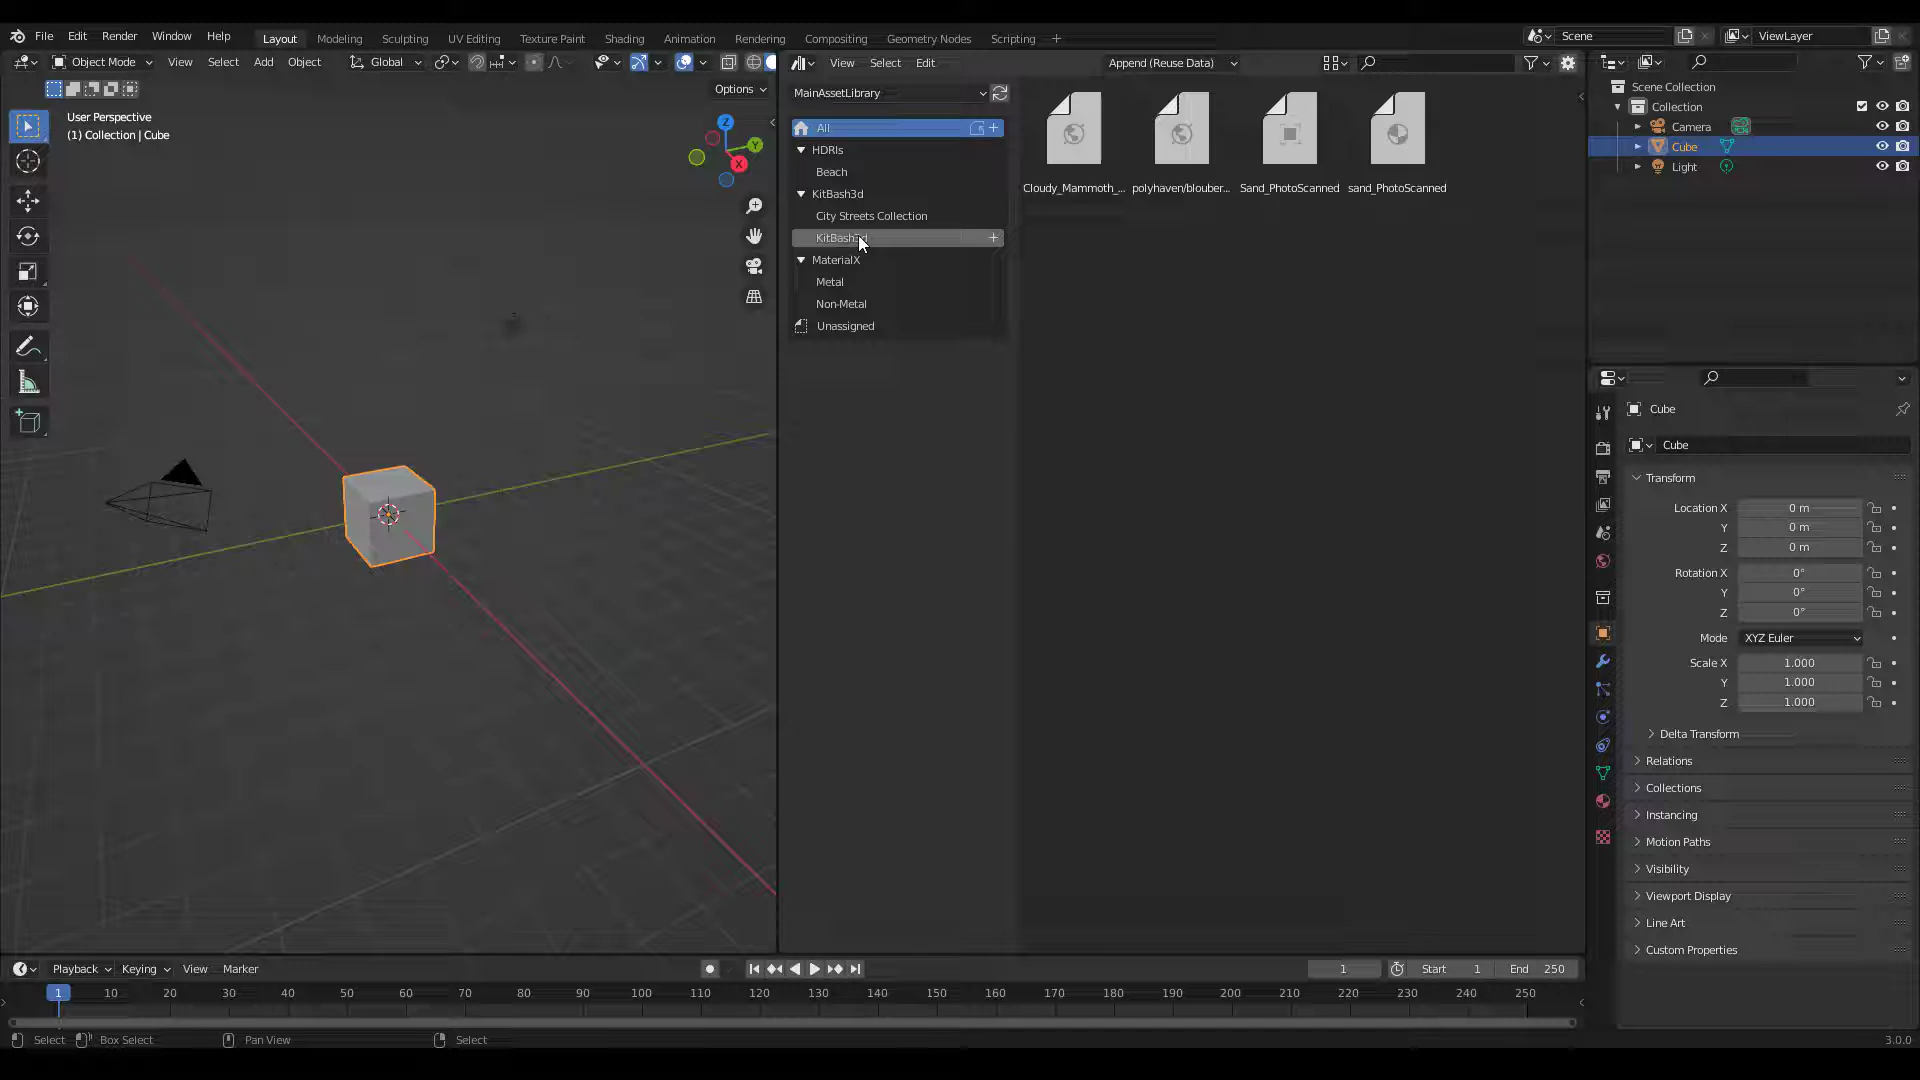 File Edit Render Window Help Layout Modeling Sculpting UV Editing Texture Paint Shading Animation Rendering Compositing Geometry Nodes Scripting Scene ViewLayer
Object Mode View Select Add Object Global View Select Edit Append (Reuse Data)
Options MainAssetLibrary Scene Collection
Collection
User Perspective
(1) Collection | Cube
All
HDRIs
Beach
KitBash3d
City Streets Collection
MaterialX
Metal
Non-Metal
Unassigned
Cloudy_Mammoth_... polyhaven/blouber... Sand_PhotoScanned sand_PhotoScanned
Z
Y
X
Camera
Cube
Light
Cube
Cube
Transform
Location X 0 m
Y 0 m
Z 0 m
Rotation X 0°
Y 0°
Z 0°
Mode XYZ Euler
Scale X 1.000
Y 1.000
Z 1.000
Delta Transform
Relations
Collections
Instancing
Motion Paths
Visibility
Viewport Display
Line Art
Custom Properties
Playback Keying View Marker 1 Start 1 End 250
1 10 20 30 40 50 60 70 80 90 100 110 120 130 140 150 160 170 180 190 200 210 220 230 240 250
Select Box Select Pan View Select 3.0.0